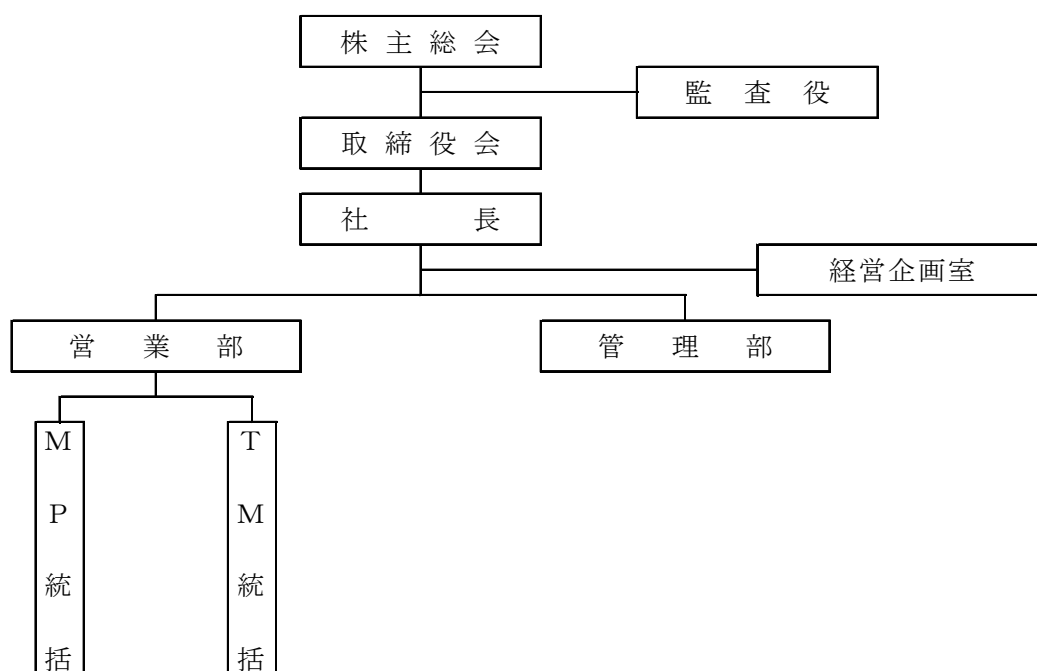 株主総会
監査役
取締役会
社長
経営企画室
営業部
管理部
MP統括
TM統括